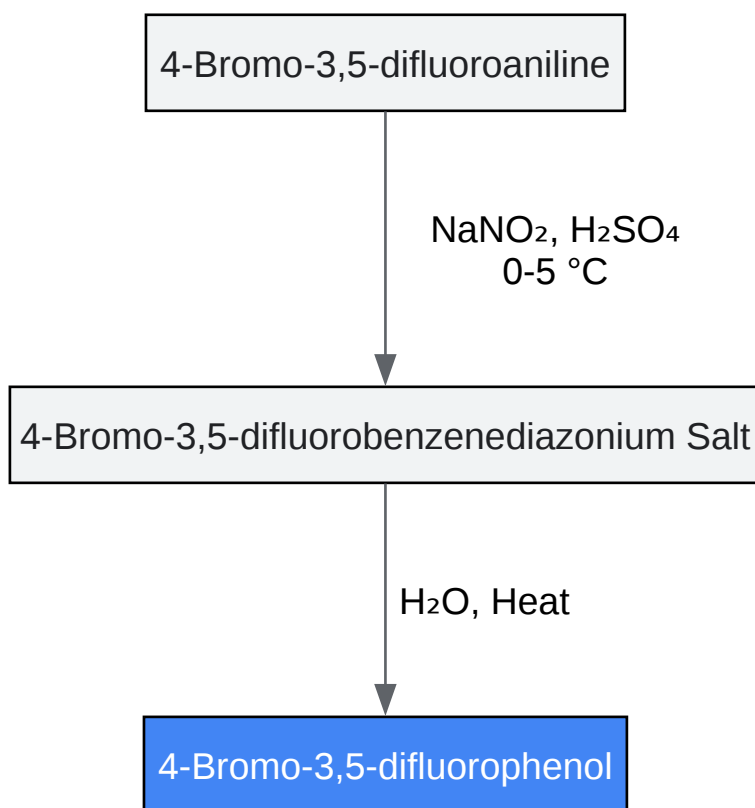 4-Bromo-3,5-difluoroaniline
NaNO₂, H₂SO₄
0-5 °C
4-Bromo-3,5-difluorobenzenediazonium Salt
H₂O, Heat
4-Bromo-3,5-difluorophenol